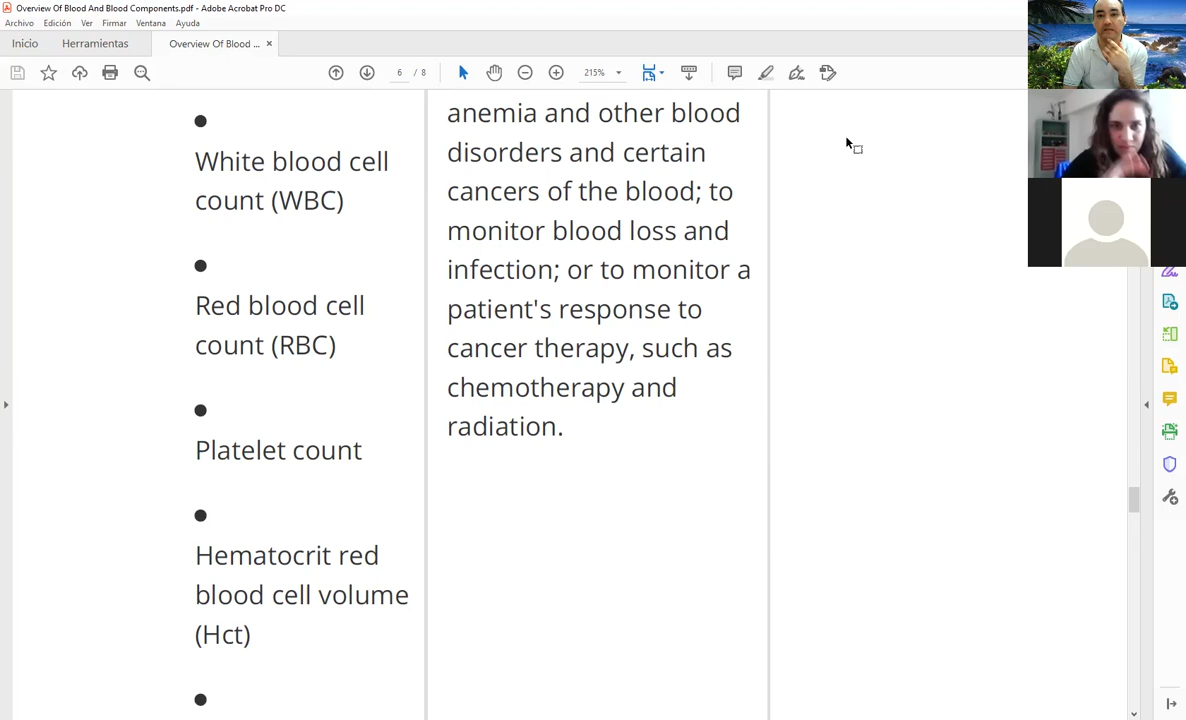 Overview Of Blood And Blood Components.pdf - Adobe Acrobat Pro DC
Archivo Edición Ver Firmar Ventana Ayuda
Inicio Herramientas Overview Of Blood ... ×
6 / 8 215%
White blood cell
count (WBC)
Red blood cell
count (RBC)
Platelet count
Hematocrit red
blood cell volume
(Hct)
anemia and other blood
disorders and certain
cancers of the blood; to
monitor blood loss and
infection; or to monitor a
patient's response to
cancer therapy, such as
chemotherapy and
radiation.